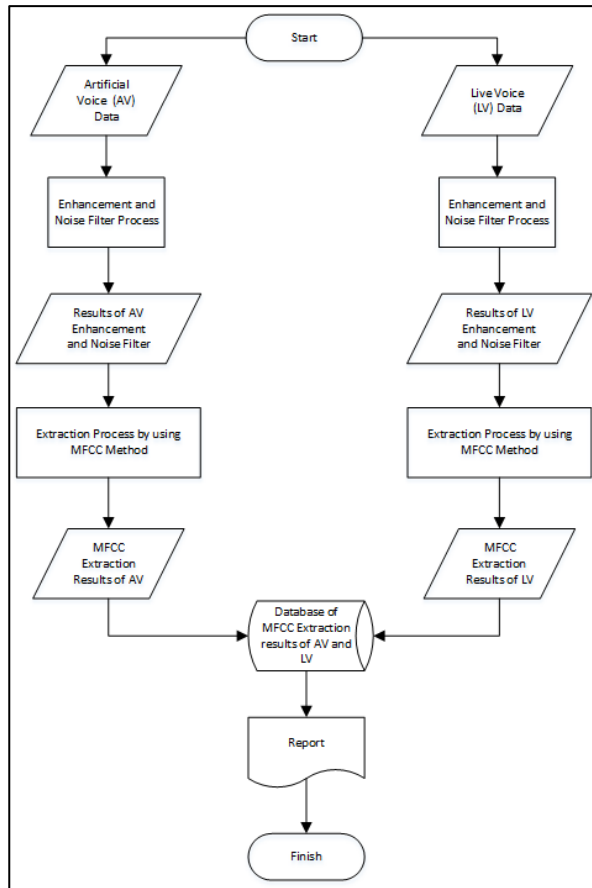 Start
Artificial
Voice (AV)
Data
Live Voice
(LV) Data
Enhancement and
Noise Filter Process
Enhancement and
Noise Filter Process
Results of AV
Enhancement
and Noise Filter
Results of LV
Enhancement
and Noise Filter
Extraction Process by using
MFCC Method
Extraction Process by using
MFCC Method
MFCC
Extraction
Results of AV
MFCC
Extraction
Results of LV
Database of
MFCC Extraction
results of AV and
LV
Report
Finish